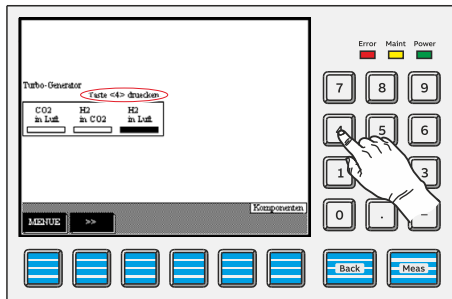 Error Maint Power
Turbo-Generator
Taste <4> druecken
CO2 H2 H2
in Luft in CO2 in Luft
Komponenten
MENUE >>
7 8 9
4 5 6
1 3
0 . –
Back Meas